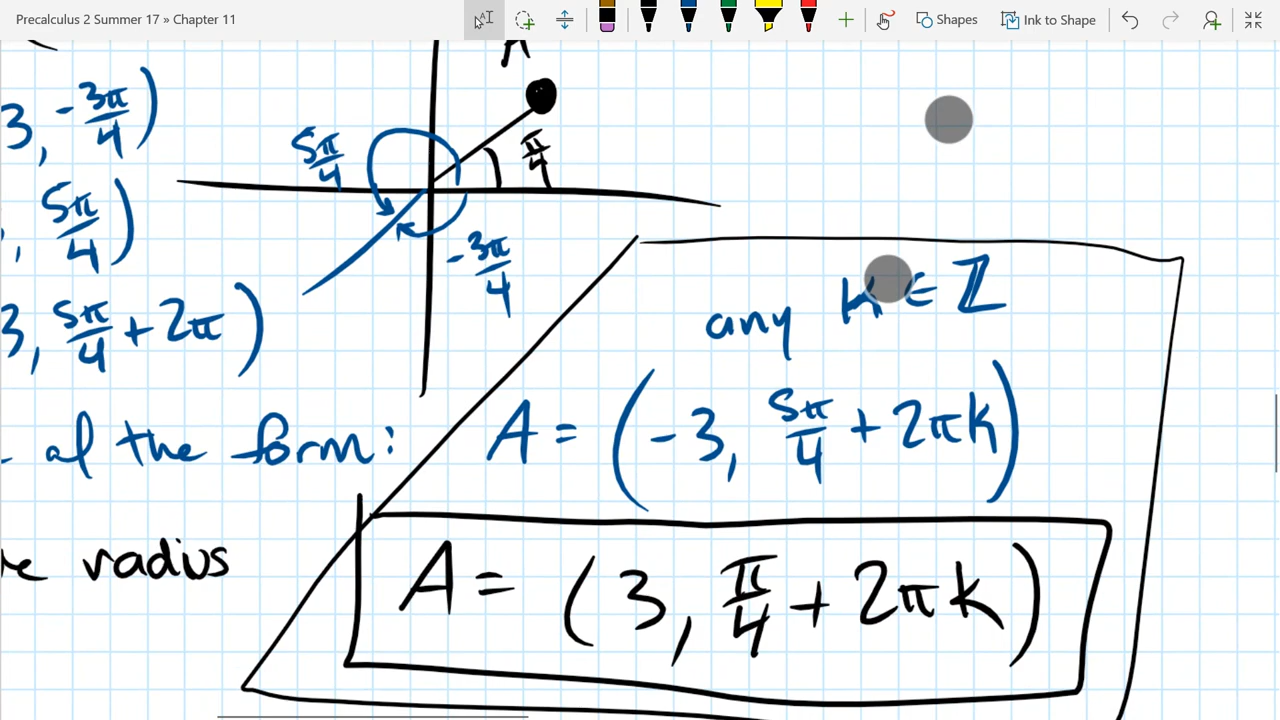 Precalculus 2 Summer 17 » Chapter 11
Shapes
Ink to Shape
A
3, -3π/4)
5π/4
π/4
, 5π/4)
-3π/4
3, 5π/4 + 2π)
any K ∈ ℤ
of the form: A = (-3, 5π/4 + 2πk)
radius
A = (3, π/4 + 2πk)